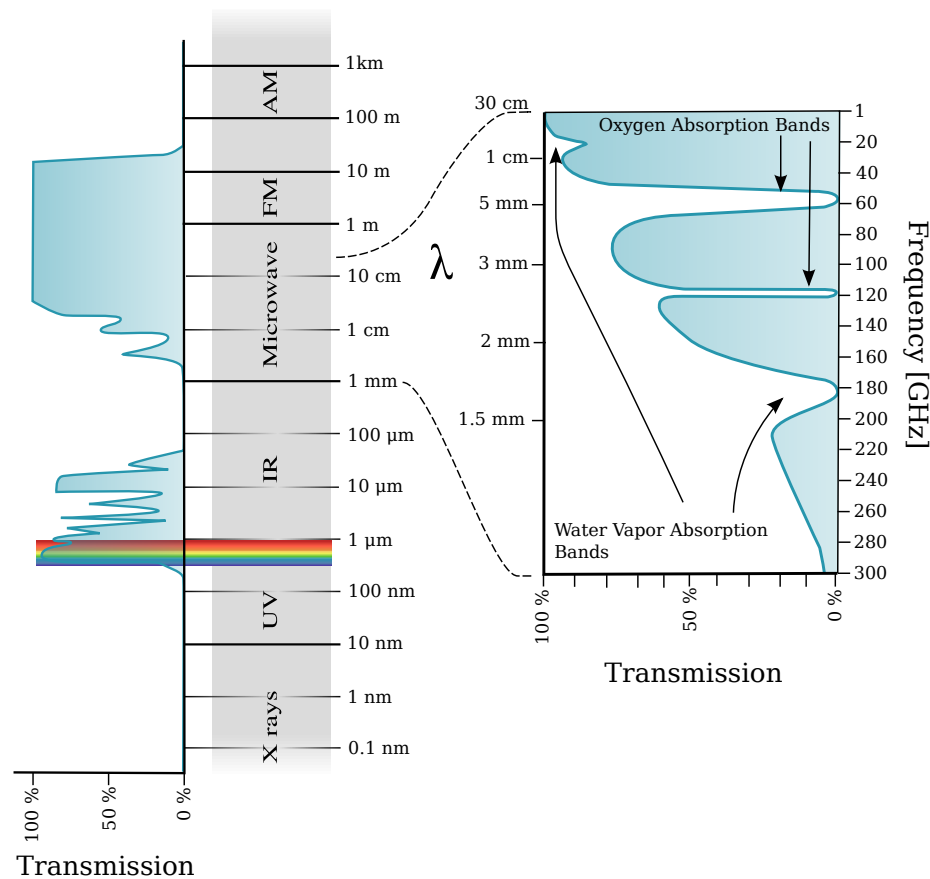 1km
100 m
10 m
1 m
10 cm
1 cm
1 mm
100 µm
10 µm
1 µm
100 nm
10 nm
1 nm
0.1 nm
AM
FM
Microwave
IR
UV
X rays
100 %
50 %
0 %
Transmission
λ
30 cm
1 cm
5 mm
3 mm
2 mm
1.5 mm
Oxygen Absorption Bands
Water Vapor Absorption
Bands
1
20
40
60
80
100
120
140
160
180
200
220
240
260
280
300
Frequency [GHz]
100 %
50 %
0 %
Transmission